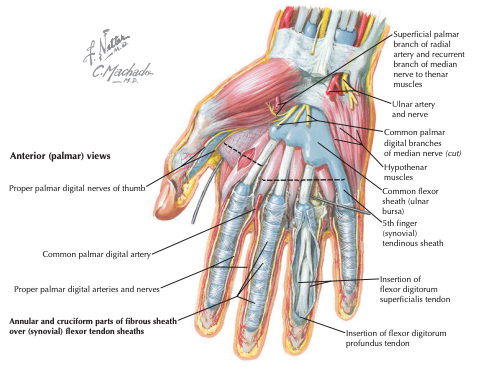 F. Netter
M.D.
C. Machado
M.D.
Anterior (palmar) views
Proper palmar digital nerves of thumb
Common palmar digital artery
Proper palmar digital arteries and nerves
Annular and cruciform parts of fibrous sheath
over (synovial) flexor tendon sheaths
Superficial palmar
branch of radial
artery and recurrent
branch of median
nerve to thenar
muscles
Ulnar artery
and nerve
Common palmar
digital branches
of median nerve (cut)
Hypothenar
muscles
Common flexor
sheath (ulnar
bursa)
5th finger
(synovial)
tendinous sheath
Insertion of
flexor digitorum
superficialis tendon
Insertion of flexor digitorum
profundus tendon